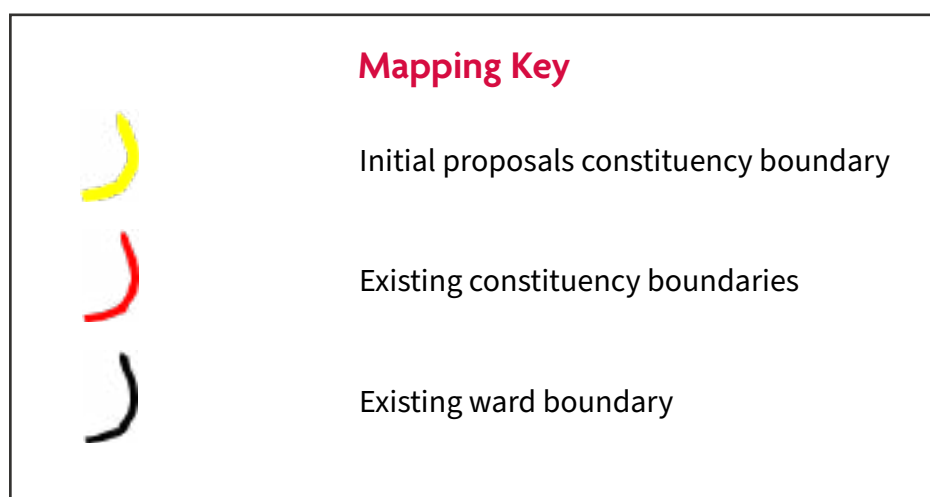 Mapping Key
Initial proposals constituency boundary
Existing constituency boundaries
Existing ward boundary